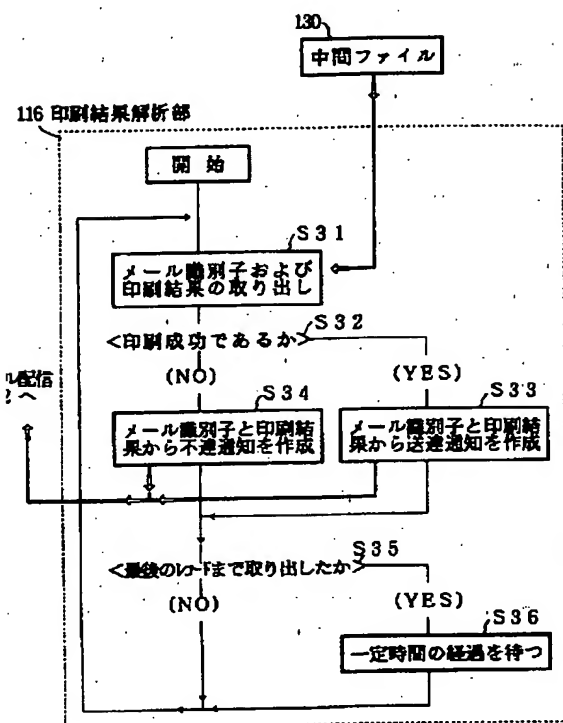 130
中間ファイル
116 印刷結果解析部
開始
S31
メール識別子および
印刷結果の取り出し
S32
<印刷成功であるか>
(NO)
(YES)
ル配信
へ
S34
メール識別子と印刷結
果から不達通知を作成
S33
メール識別子と印刷結
果から送達通知を作成
S35
<最後のレコードまで取り出したか>
(NO)
(YES)
S36
一定時間の経過を待つ